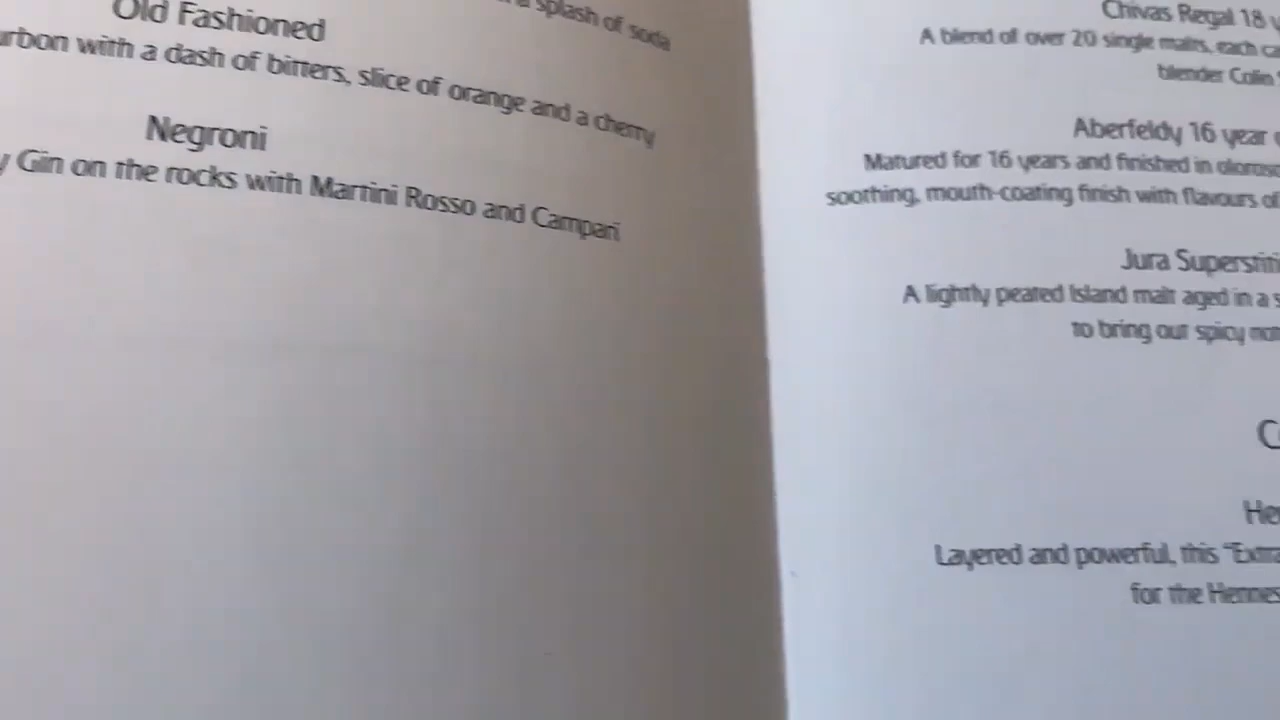 splash of soda
Old Fashioned
with a dash of bitters, slice of orange and a cherry
Negroni
Gin on the rocks with Martini Rosso and Campari
Chivas Regal 18
A blend of over 20 single malts, each
blender Colin
Aberfeldy 16 year
Matured for 16 years and finished in
soothing, mouth-coating finish with flavours of
Jura
A lightly peated Island malt aged in a
to bring out spicy
Layered and powerful, this "Extra
for the